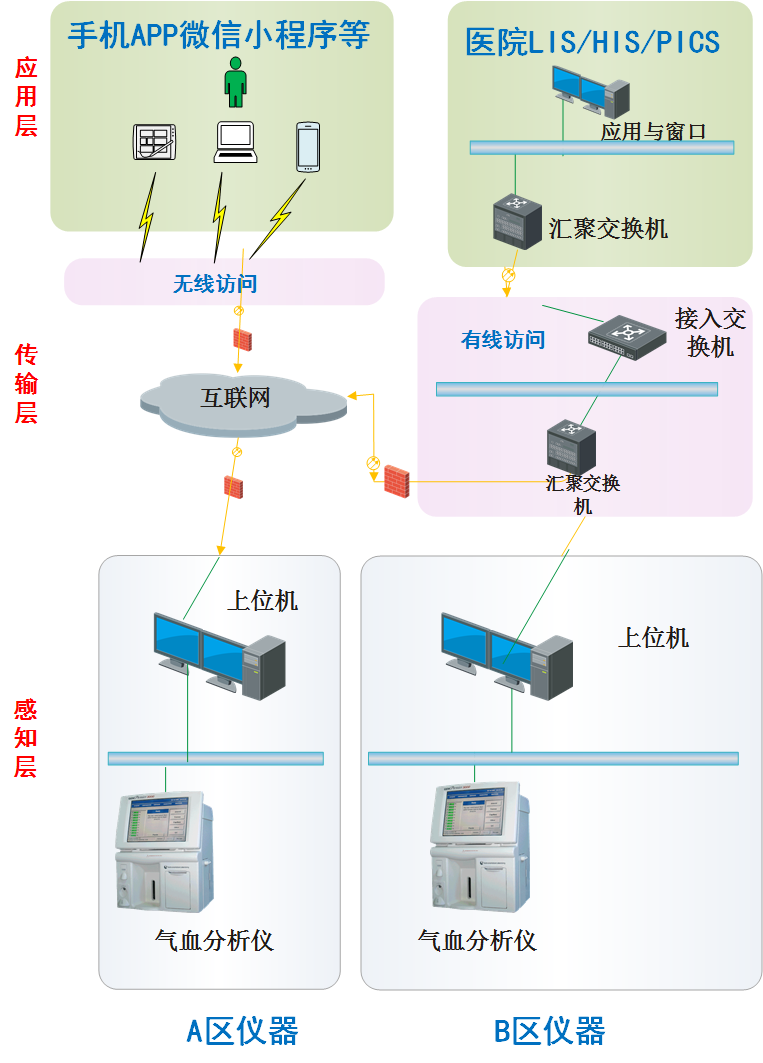 手机APP微信小程序等
医院LIS/HIS/PICS
应
用
层
应用与窗口
汇聚交换机
无线访问
有线访问
接入交
换机
传
输
层
互联网
汇聚交换
机
上位机
上位机
感
知
层
气血分析仪
气血分析仪
A区仪器
B区仪器